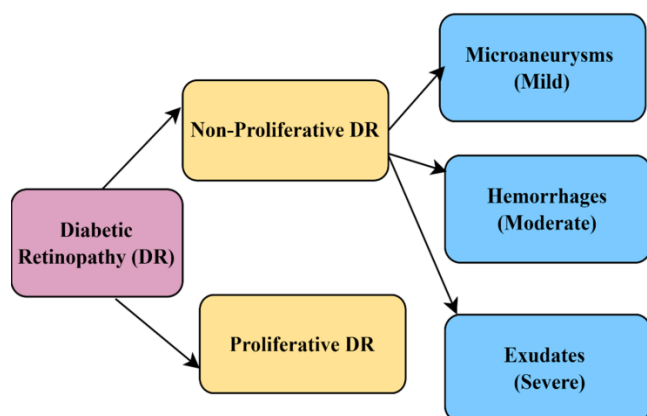 Diabetic
Retinopathy (DR)
Non-Proliferative DR
Proliferative DR
Microaneurysms
(Mild)
Hemorrhages
(Moderate)
Exudates
(Severe)